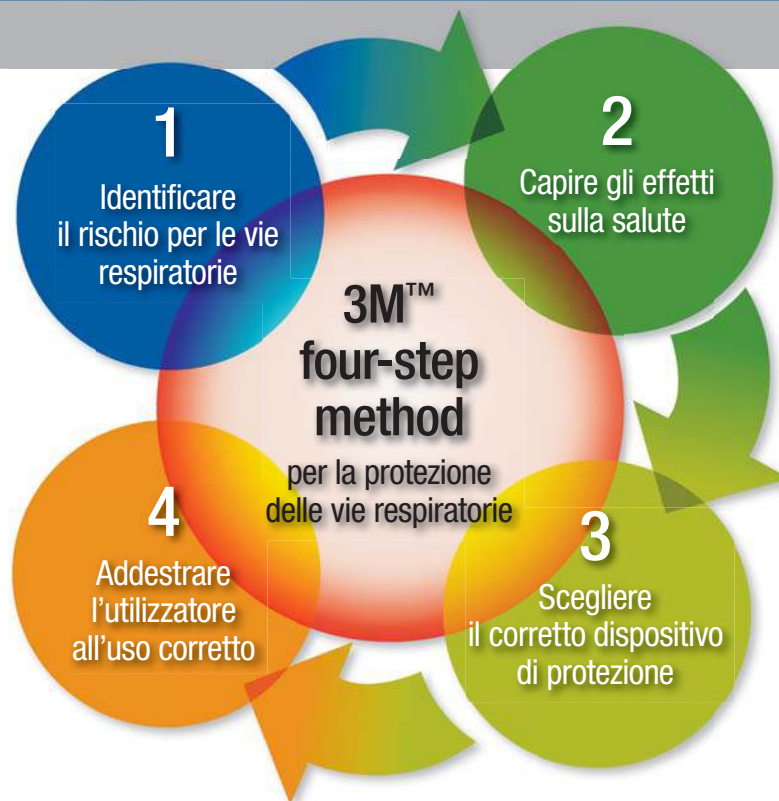 1
Identificare
il rischio per le vie
respiratorie
2
Capire gli effetti
sulla salute
3M™
four-step
method
per la protezione
delle vie respiratorie
3
Scegliere
il corretto dispositivo
di protezione
4
Addestrare
l'utilizzatore
all'uso corretto